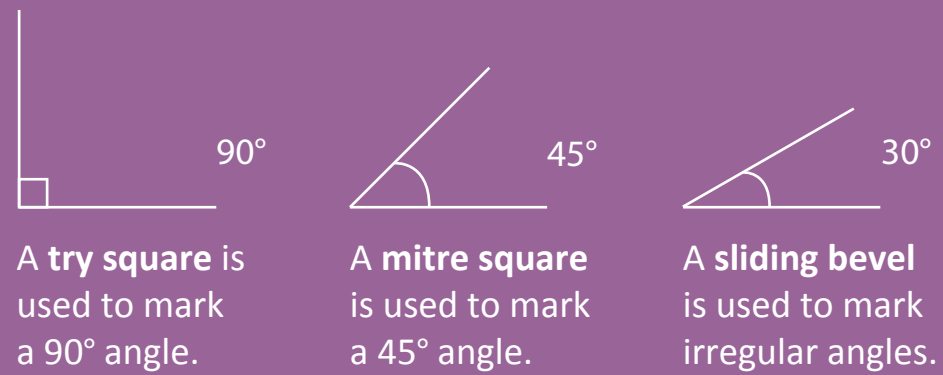 90°
45°
30°
A try square is
used to mark
a 90° angle.
A mitre square
is used to mark
a 45° angle.
A sliding bevel
is used to mark
irregular angles.